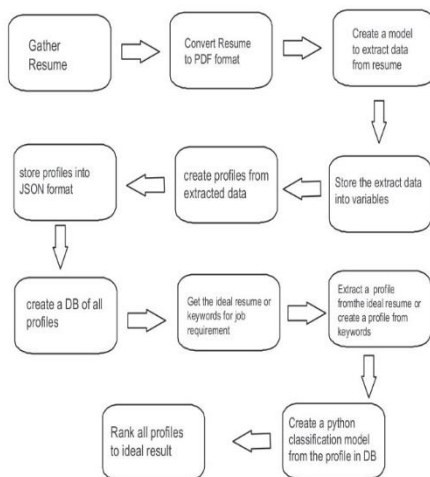 Gather
Resume
Convert Resume
to PDF format
Create a model
to extract data
from resume
Store the extract data
into variables
create profiles from
extracted data
store profiles into
JSON format
create a DB of all
profiles
Get the ideal resume or
keywords for job
requirement
Extract a profile
fromthe ideal resume or
create a profile from
keywords
Create a python
classification model
from the profile in DB
Rank all profiles
to ideal result